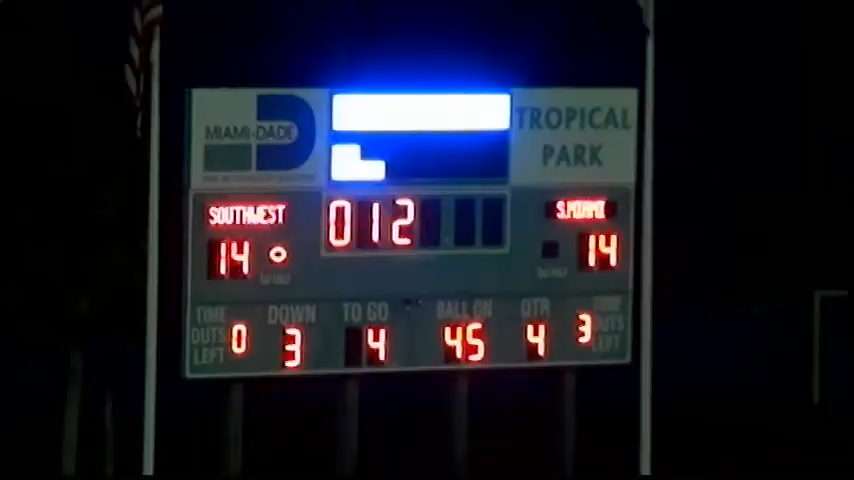 MIAMI-DADE
TROPICAL
PARK
SOUTHWEST
012
S.MIAMI
14
14
TIME
OUTS
LEFT
0
DOWN
3
TO GO
4
BALL ON
45
QTR
4
3
TIME
OUTS
LEFT